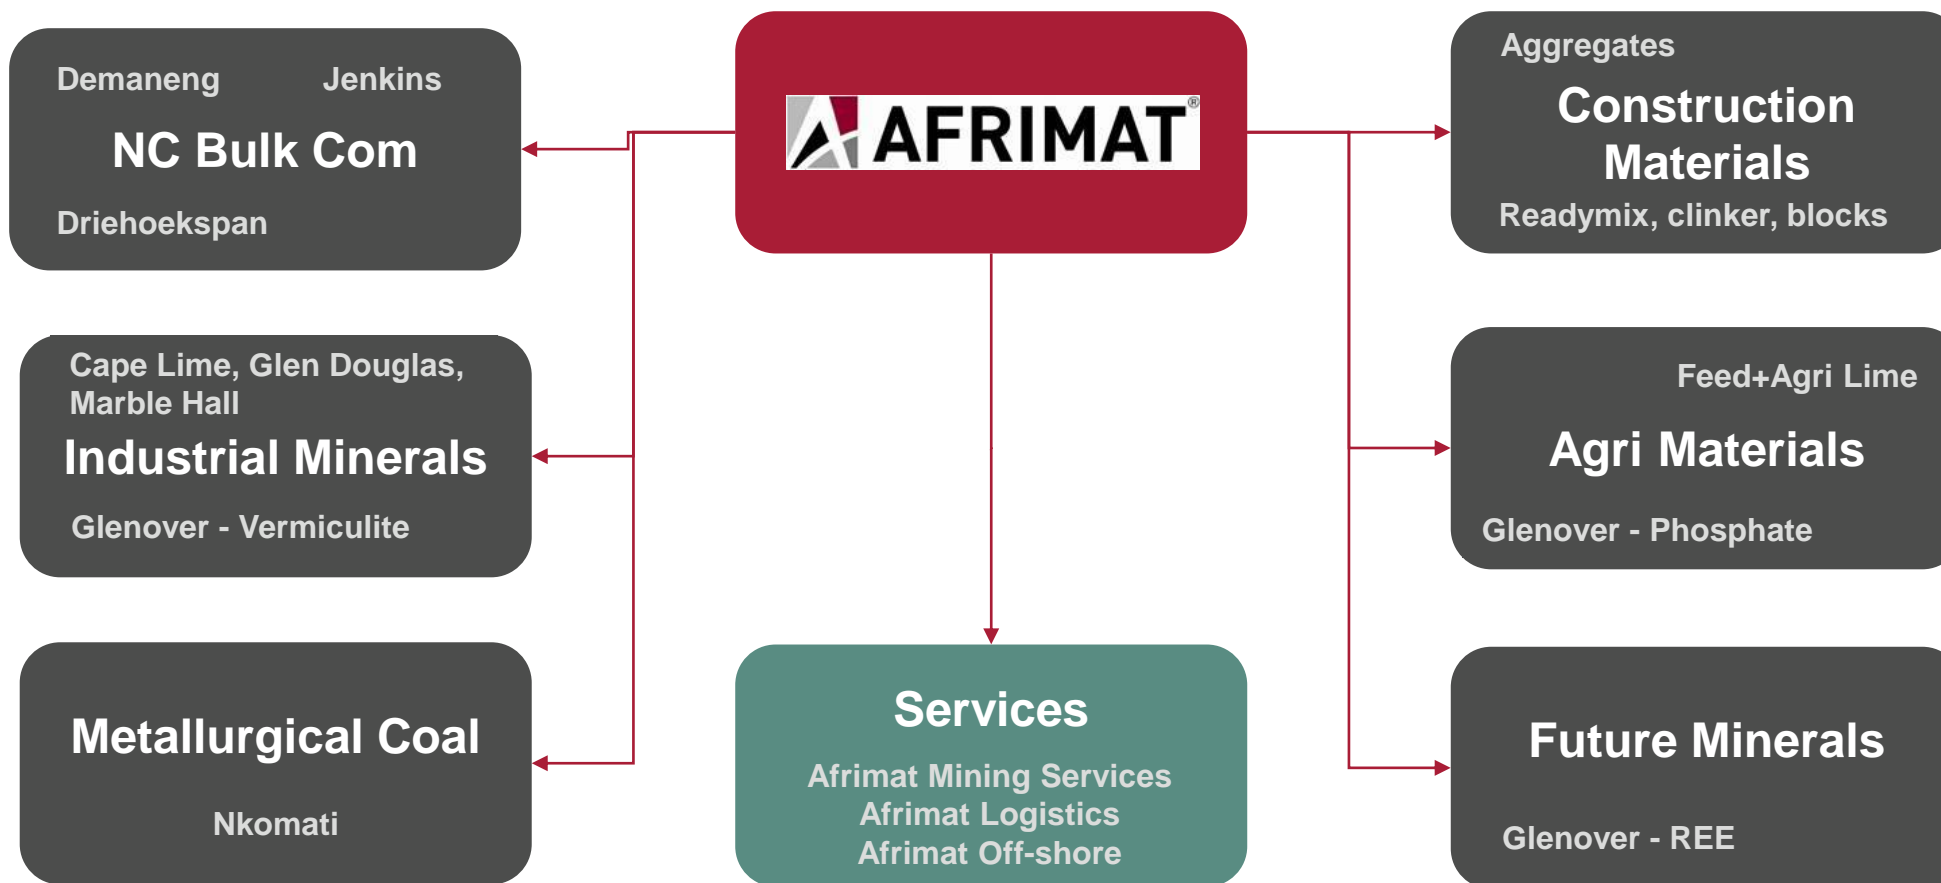 Demaneng Jenkins
NC Bulk Com
Driehoekspan
AFRIMAT®
Aggregates
Construction
Materials
Readymix, clinker, blocks
Cape Lime, Glen Douglas,
Marble Hall
Industrial Minerals
Glenover - Vermiculite
Feed+Agri Lime
Agri Materials
Glenover - Phosphate
Metallurgical Coal
Nkomati
Services
Afrimat Mining Services
Afrimat Logistics
Afrimat Off-shore
Future Minerals
Glenover - REE